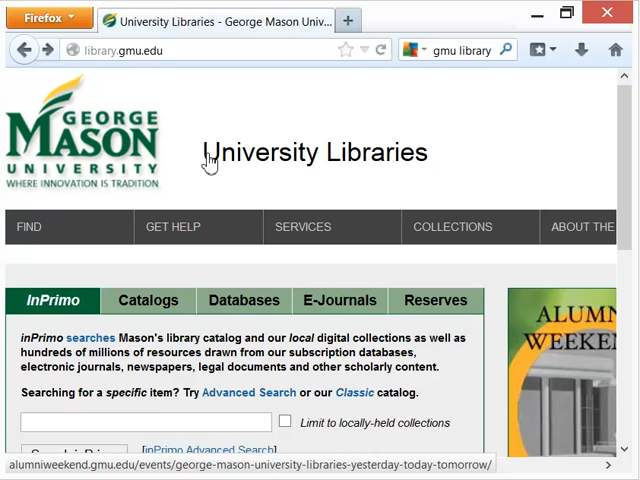 Firefox
University Libraries - George Mason Univ...
library.gmu.edu
gmu library
GEORGE
MASON
UNIVERSITY
WHERE INNOVATION IS TRADITION
University Libraries
FIND GET HELP SERVICES COLLECTIONS ABOUT THE
InPrimo Catalogs Databases E-Journals Reserves
inPrimo searches Mason's library catalog and our local digital collections as well as
hundreds of millions of resources drawn from our subscription databases,
electronic journals, newspapers, legal documents and other scholarly content.
Searching for a specific item? Try Advanced Search or our Classic catalog.
Limit to locally-held collections
[inPrimo Advanced Search]
ALUMN
WEEKEN
alumniweekend.gmu.edu/events/george-mason-university-libraries-yesterday-today-tomorrow/